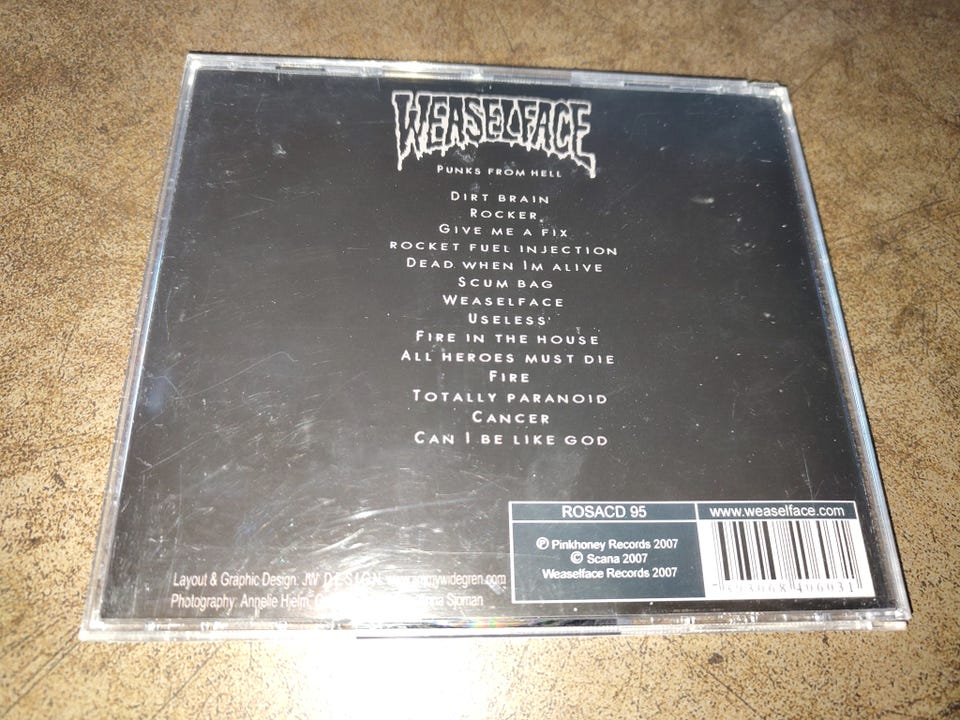 WEASELFACE
PUNKS FROM HELL
DIRT BRAIN
ROCKER
GIVE ME A FIX
ROCKET FUEL INJECTION
DEAD WHEN IM ALIVE
SCUM BAG
WEASELFACE
USELESS
FIRE IN THE HOUSE
ALL HEROES MUST DIE
FIRE
TOTALLY PARANOID
CANCER
CAN I BE LIKE GOD
ROSACD 95
www.weaselface.com
℗ Pinkhoney Records 2007
© Scana 2007
Weaselface Records 2007
Layout & Graphic Design. JW DESIGN
Photography: Annelie Hjelm, Sjöman